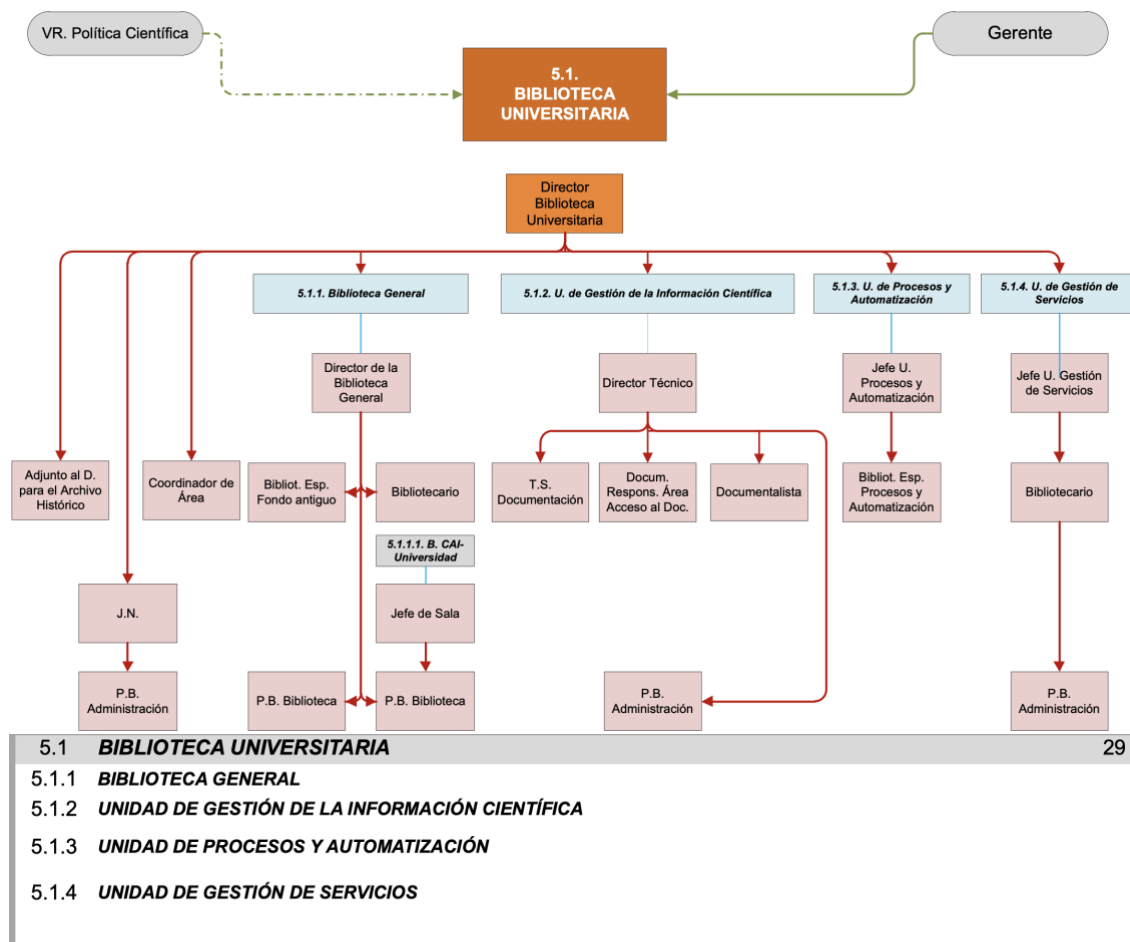 VR. Política Científica
Gerente
5.1.
BIBLIOTECA
UNIVERSITARIA
Director
Biblioteca
Universitaria
5.1.1. Biblioteca General
5.1.2. U. de Gestión de la Información Científica
5.1.3. U. de Procesos y
Automatización
5.1.4. U. de Gestión de
Servicios
Director de la
Biblioteca
General
Director Técnico
Jefe U.
Procesos y
Automatización
Jefe U. Gestión
de Servicios
Adjunto al D.
para el Archivo
Histórico
Coordinador de
Área
Bibliot. Esp.
Fondo antiguo
Bibliotecario
T.S.
Documentación
Docum.
Respons. Área
Acceso al Doc.
Documentalista
Bibliot. Esp.
Procesos y
Automatización
Bibliotecario
5.1.1.1. B. CAI-
Universidad
J.N.
Jefe de Sala
P.B.
Administración
P.B. Biblioteca
P.B. Biblioteca
P.B.
Administración
P.B.
Administración
5.1 BIBLIOTECA UNIVERSITARIA 29
5.1.1 BIBLIOTECA GENERAL
5.1.2 UNIDAD DE GESTIÓN DE LA INFORMACIÓN CIENTÍFICA
5.1.3 UNIDAD DE PROCESOS Y AUTOMATIZACIÓN
5.1.4 UNIDAD DE GESTIÓN DE SERVICIOS